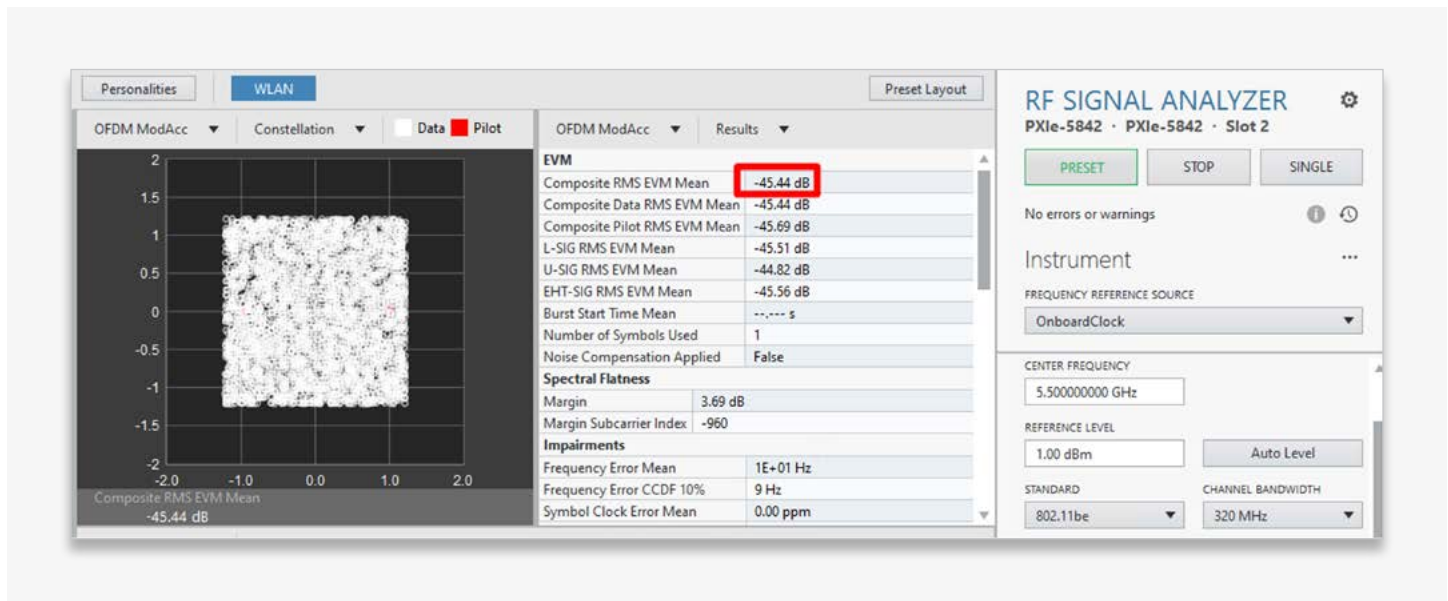 Personalities WLAN Preset Layout
OFDM ModAcc Constellation Data Pilot
2
1.5
1
0.5
0
-0.5
-1
-1.5
-2
-2.0 -1.0 0.0 1.0 2.0
Composite RMS EVM Mean
-45.44 dB
OFDM ModAcc Results
EVM
Composite RMS EVM Mean -45.44 dB
Composite Data RMS EVM Mean -45.44 dB
Composite Pilot RMS EVM Mean -45.69 dB
L-SIG RMS EVM Mean -45.51 dB
U-SIG RMS EVM Mean -44.82 dB
EHT-SIG RMS EVM Mean -45.56 dB
Burst Start Time Mean --.--- s
Number of Symbols Used 1
Noise Compensation Applied False
Spectral Flatness
Margin 3.69 dB
Margin Subcarrier Index -960
Impairments
Frequency Error Mean 1E+01 Hz
Frequency Error CCDF 10% 9 Hz
Symbol Clock Error Mean 0.00 ppm
RF SIGNAL ANALYZER
PXIe-5842 · PXIe-5842 · Slot 2
PRESET STOP SINGLE
No errors or warnings
Instrument
FREQUENCY REFERENCE SOURCE
OnboardClock
CENTER FREQUENCY
5.500000000 GHz
REFERENCE LEVEL
1.00 dBm Auto Level
STANDARD CHANNEL BANDWIDTH
802.11be 320 MHz